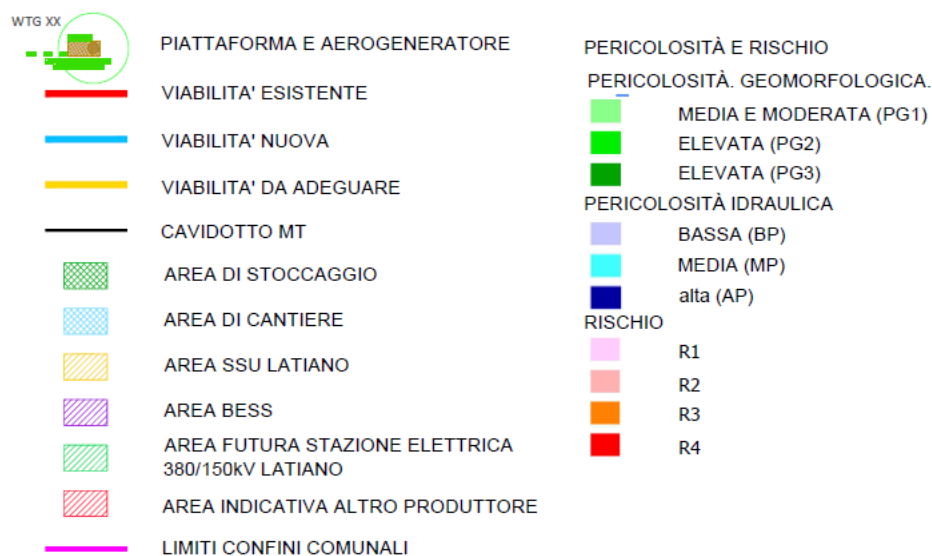 WTG XX
PIATTAFORMA E AEROGENERATORE
VIABILITA' ESISTENTE
VIABILITA' NUOVA
VIABILITA' DA ADEGUARE
CAVIDOTTO MT
AREA DI STOCCAGGIO
AREA DI CANTIERE
AREA SSU LATIANO
AREA BESS
AREA FUTURA STAZIONE ELETTRICA
380/150kV LATIANO
AREA INDICATIVA ALTRO PRODUTTORE
LIMITI CONFINI COMUNALI
PERICOLOSITÀ E RISCHIO
PERICOLOSITÀ. GEOMORFOLOGICA.
MEDIA E MODERATA (PG1)
ELEVATA (PG2)
ELEVATA (PG3)
PERICOLOSITÀ IDRAULICA
BASSA (BP)
MEDIA (MP)
alta (AP)
RISCHIO
R1
R2
R3
R4